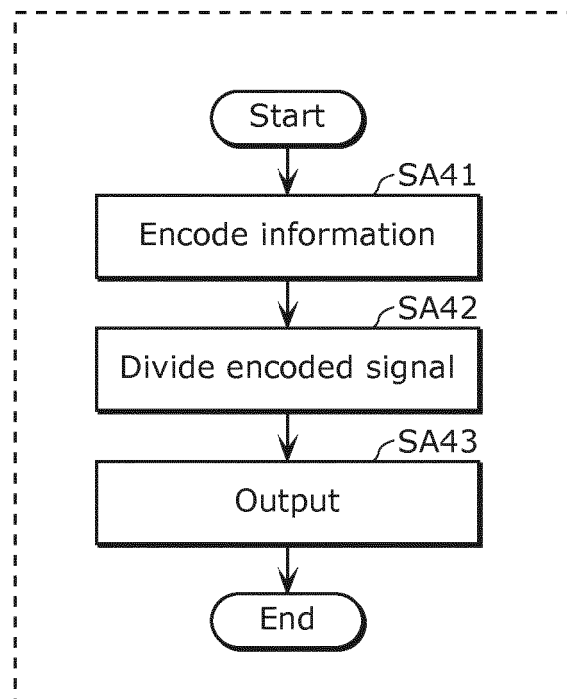 Start
SA41
Encode information
SA42
Divide encoded signal
SA43
Output
End